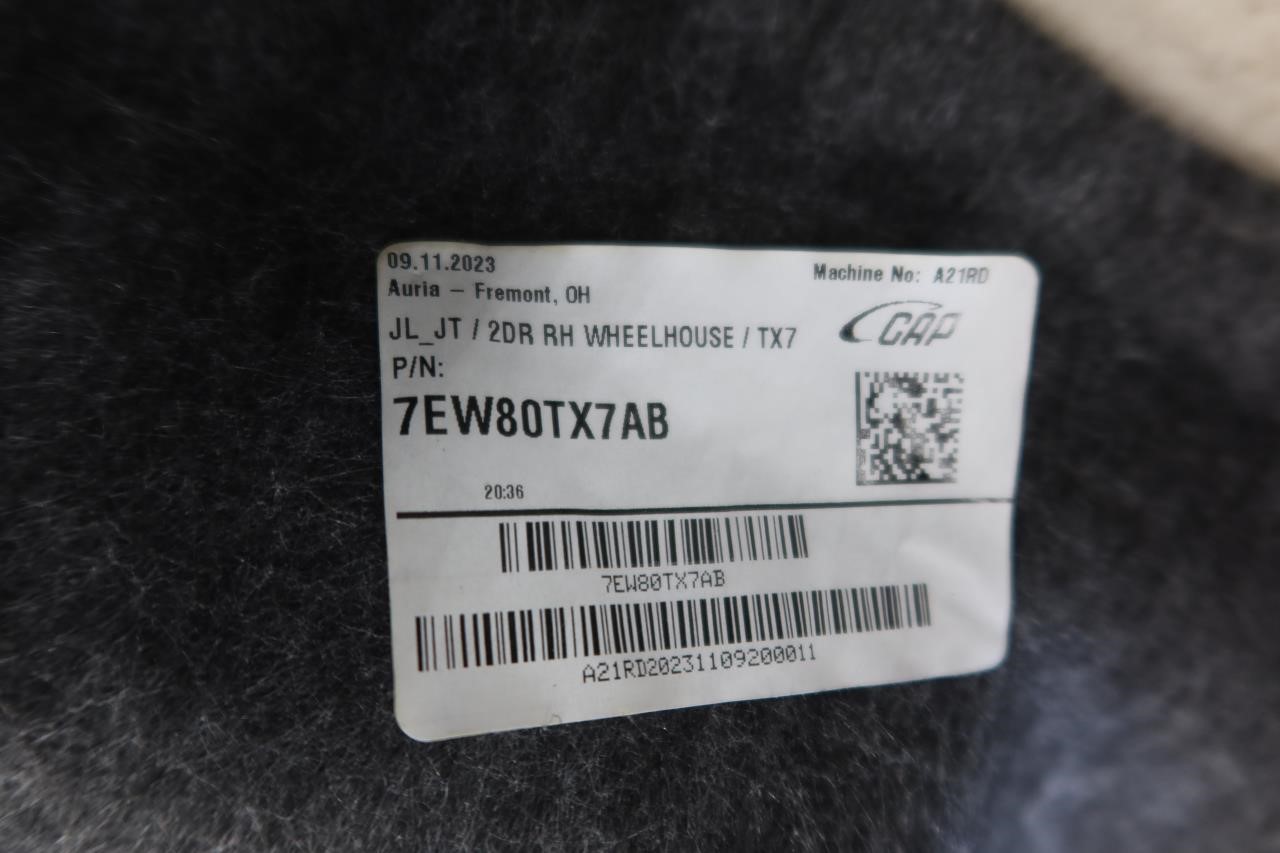 09.11.2023
Machine No: A21RD
Auria – Fremont, OH
CAP
JL_JT / 2DR RH WHEELHOUSE / TX7
P/N:
7EW80TX7AB
20:36
7EW80TX7AB
A21RD20231109200011